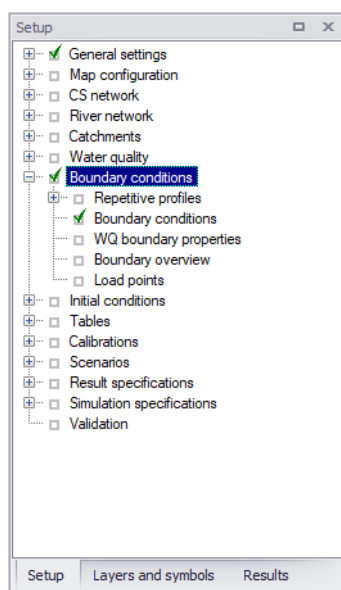 Setup
General settings
Map configuration
CS network
River network
Catchments
Water quality
Boundary conditions
Repetitive profiles
Boundary conditions
WQ boundary properties
Boundary overview
Load points
Initial conditions
Tables
Calibrations
Scenarios
Result specifications
Simulation specifications
Validation
Setup Layers and symbols Results